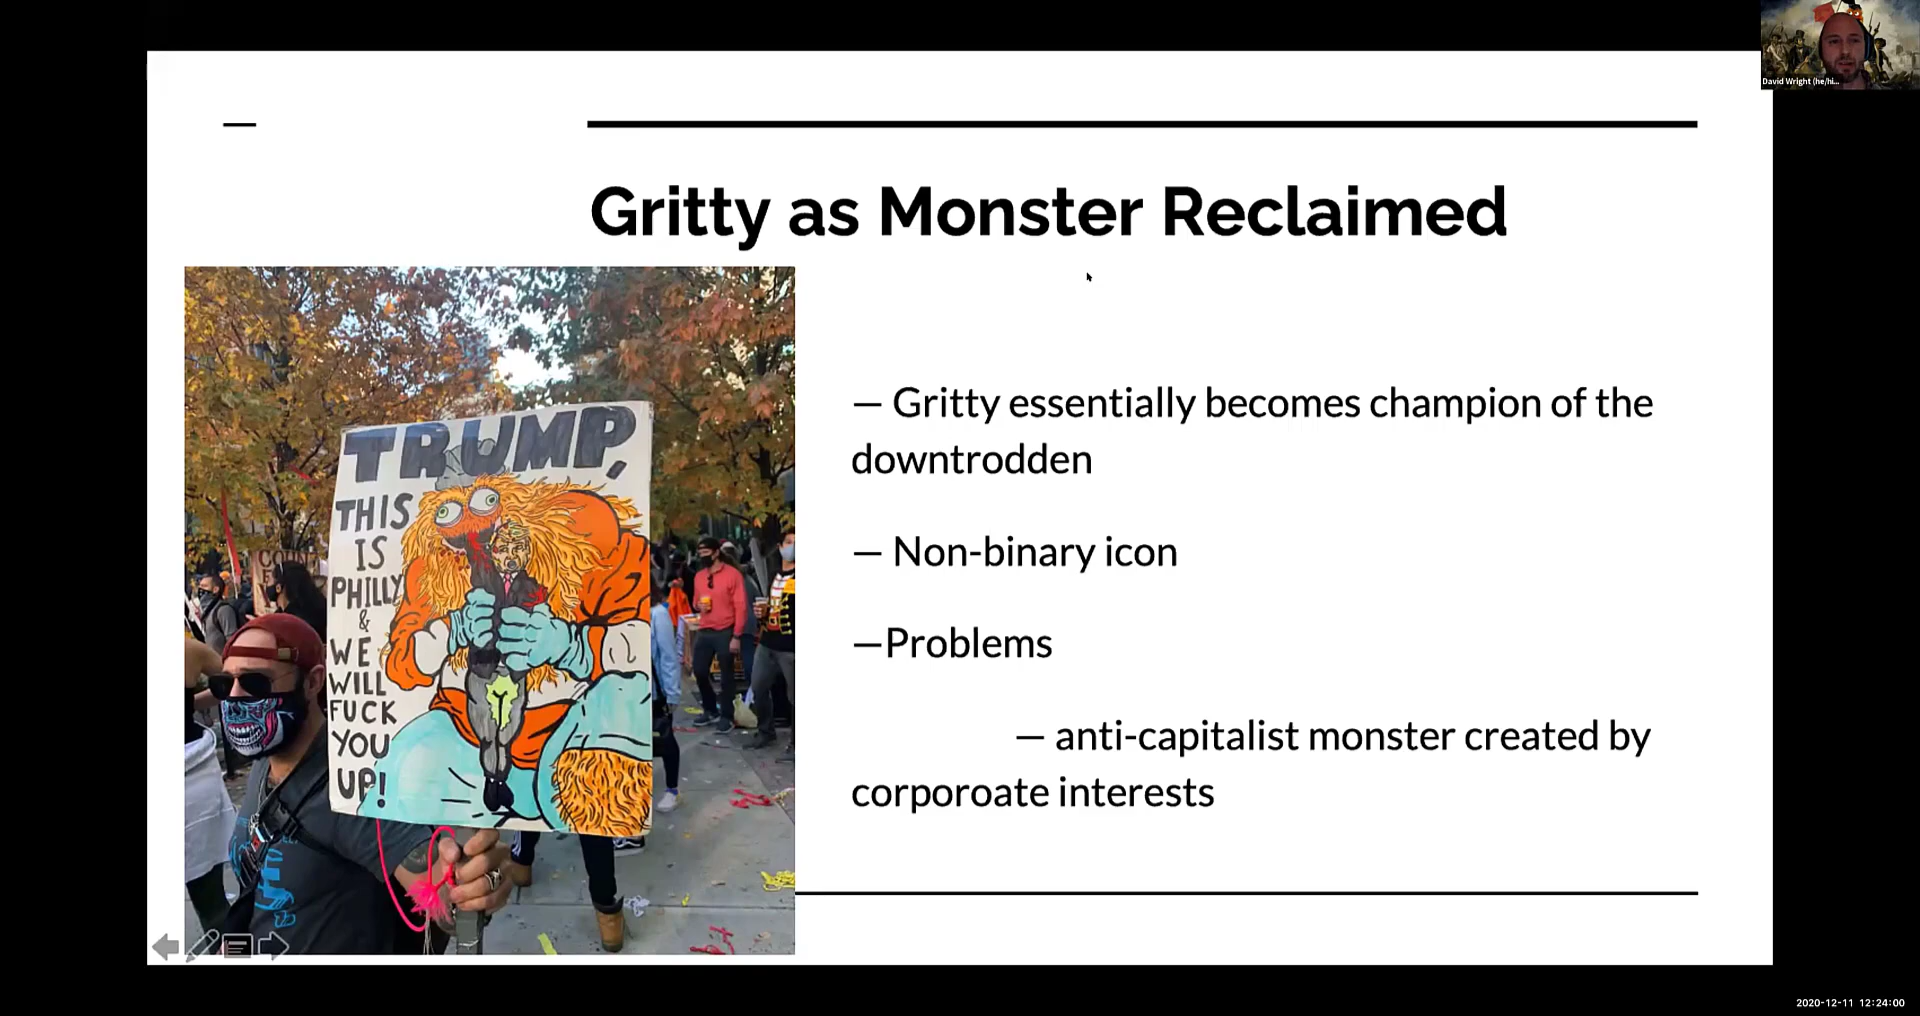 David Wright (he/hi...
Gritty as Monster Reclaimed
TRUMP,
THIS
IS
PHILLY
&
WE
WILL
FUCK
YOU
UP!
— Gritty essentially becomes champion of the
downtrodden
— Non-binary icon
—Problems
— anti-capitalist monster created by
corporoate interests
2020-12-11 12:24:00